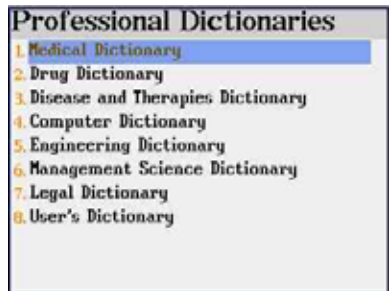 Professional Dictionaries
1. Medical Dictionary
2. Drug Dictionary
3. Disease and Therapies Dictionary
4. Computer Dictionary
5. Engineering Dictionary
6. Management Science Dictionary
7. Legal Dictionary
8. User's Dictionary